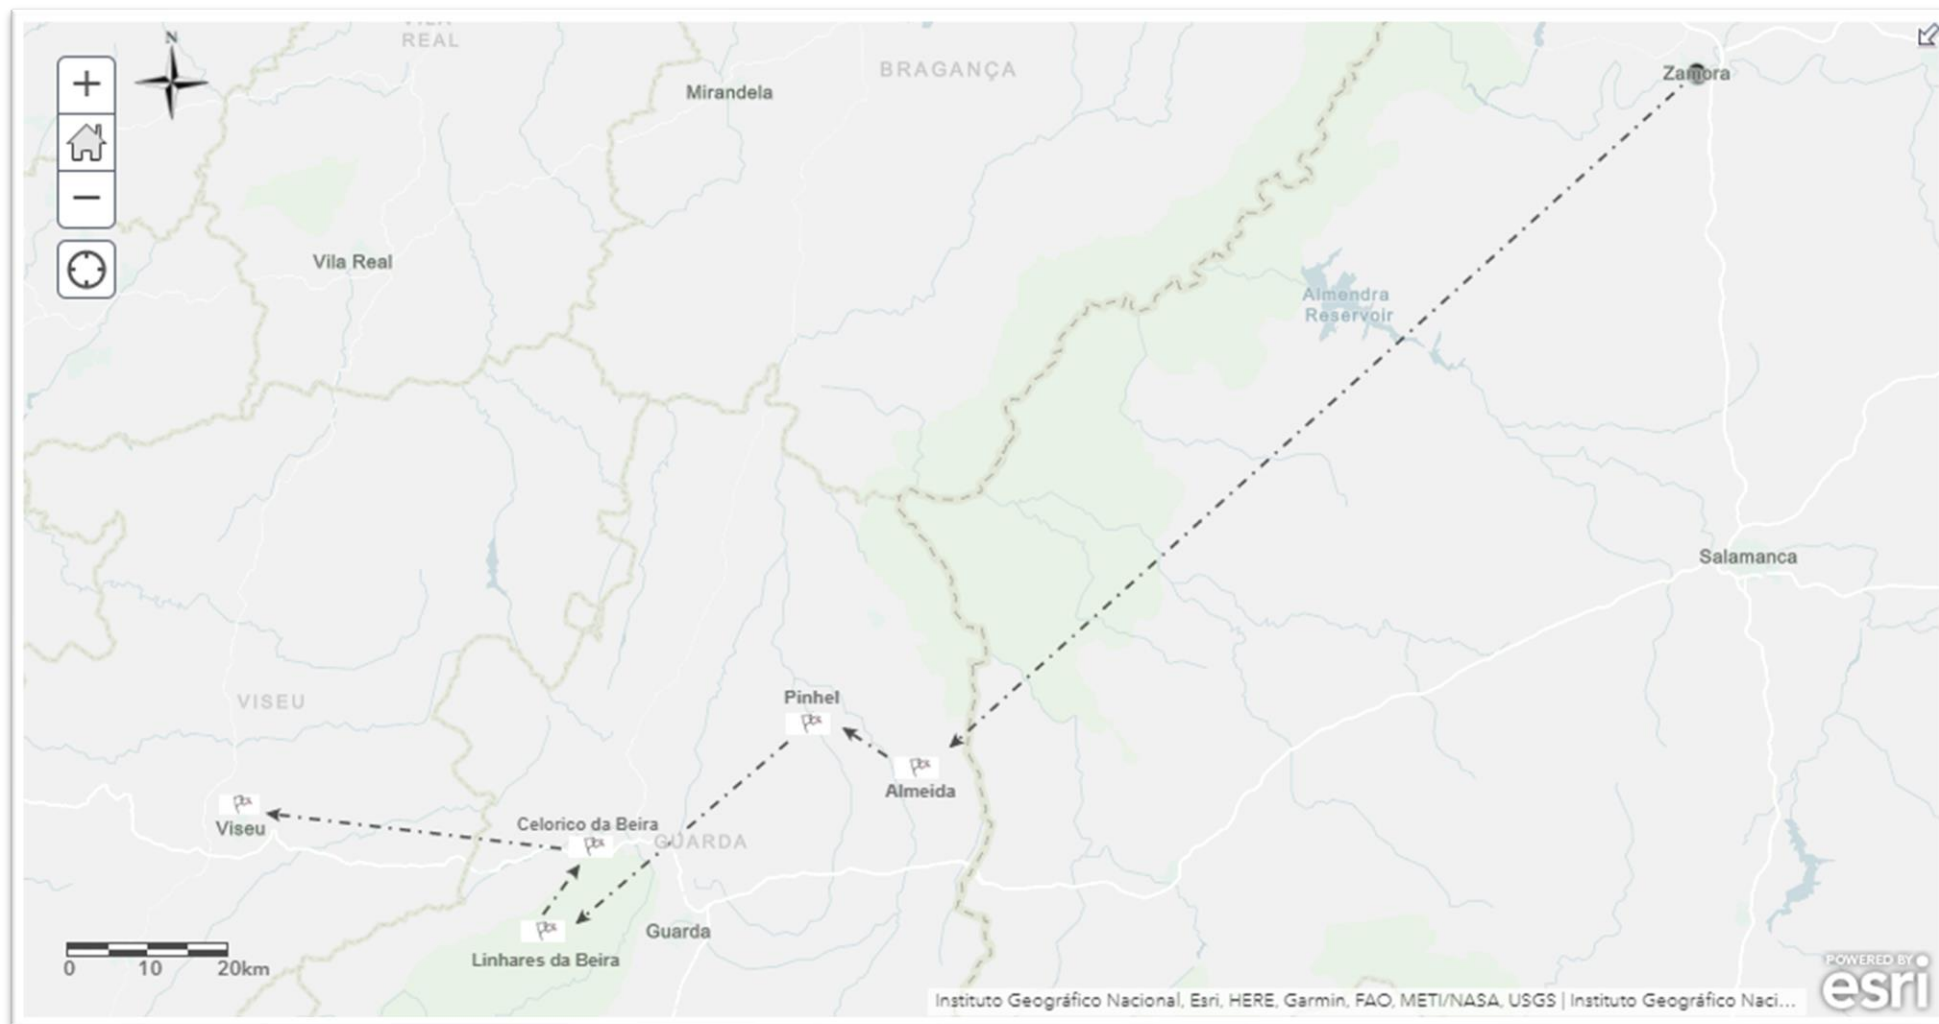 VILA
REAL
N
BRAGANÇA
Mirandela
Zamora
Vila Real
Almendra
Reservoir
Salamanca
Pinhel
VISEU
Almeida
Celorico da Beira
Viseu
GUARDA
Guarda
Linhares da Beira
0 10 20km
POWERED BY
esri
Instituto Geográfico Nacional, Esri, HERE, Garmin, FAO, METI/NASA, USGS | Instituto Geográfico Naci...